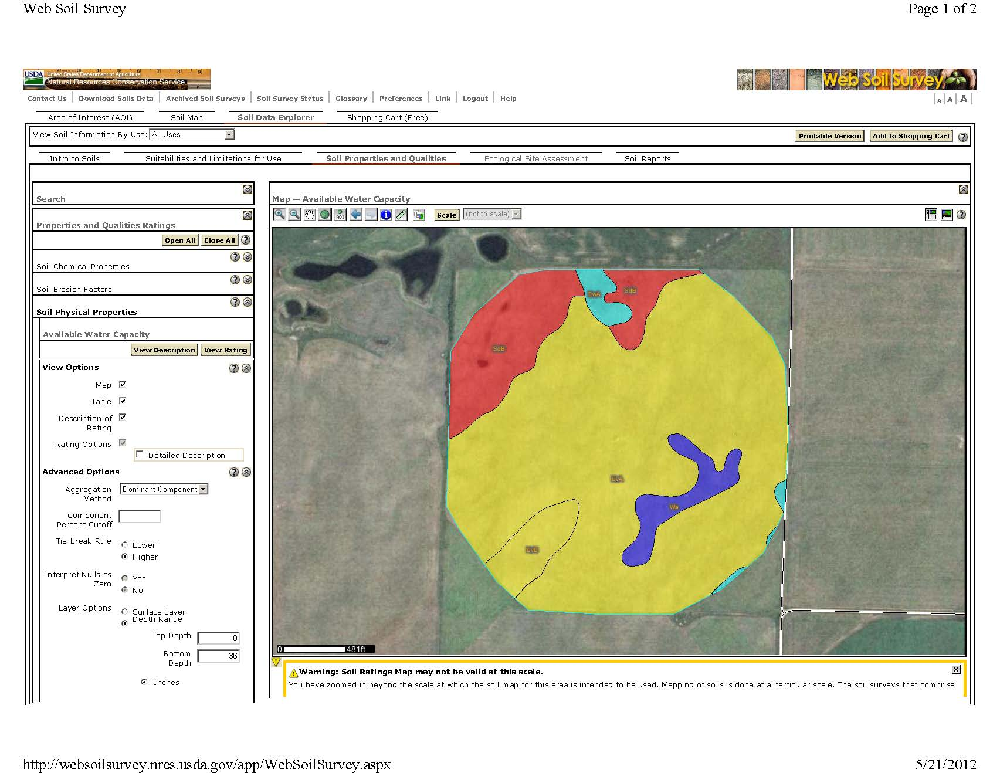 Web Soil Survey
Page 1 of 2
USDA United States Department of Agriculture
Natural Resources Conservation Service
Web Soil Survey
Contact Us | Download Soils Data | Archived Soil Surveys | Soil Survey Status | Glossary | Preferences | Link | Logout | Help
A | A | A
Area of Interest (AOI) Soil Map Soil Data Explorer Shopping Cart (Free)
View Soil Information By Use: All Uses
Printable Version Add to Shopping Cart ?
Intro to Soils Suitabilities and Limitations for Use Soil Properties and Qualities Ecological Site Assessment Soil Reports
Search
Properties and Qualities Ratings
Open All Close All ?
?
Soil Chemical Properties
?
Soil Erosion Factors
?
Soil Physical Properties
Available Water Capacity
View Description View Rating
View Options ?
Map
Table
Description of
Rating
Rating Options
Detailed Description
Advanced Options ?
Aggregation
Method
Dominant Component
Component
Percent Cutoff
Tie-break Rule
Lower
Higher
Interpret Nulls as
Zero
Yes
No
Layer Options
Surface Layer
Depth Range
Top Depth 0
Bottom
Depth
36
Inches
Map — Available Water Capacity
AOI i Scale (not to scale) ?
EwA
SdB
SdB
EvA
Wa
EvB
0 481ft
Warning: Soil Ratings Map may not be valid at this scale.
You have zoomed in beyond the scale at which the soil map for this area is intended to be used. Mapping of soils is done at a particular scale. The soil surveys that comprise
http://websoilsurvey.nrcs.usda.gov/app/WebSoilSurvey.aspx
5/21/2012